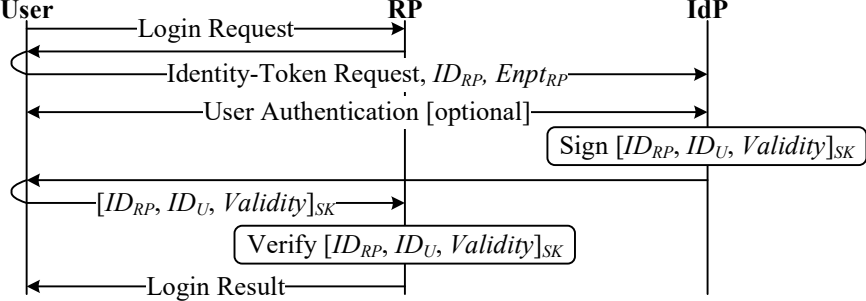 User RP IdP
Login Request
Identity-Token Request, ID_RP, Enpt_RP
User Authentication [optional]
Sign [ID_RP, ID_U, Validity]_SK
[ID_RP, ID_U, Validity]_SK
Verify [ID_RP, ID_U, Validity]_SK
Login Result